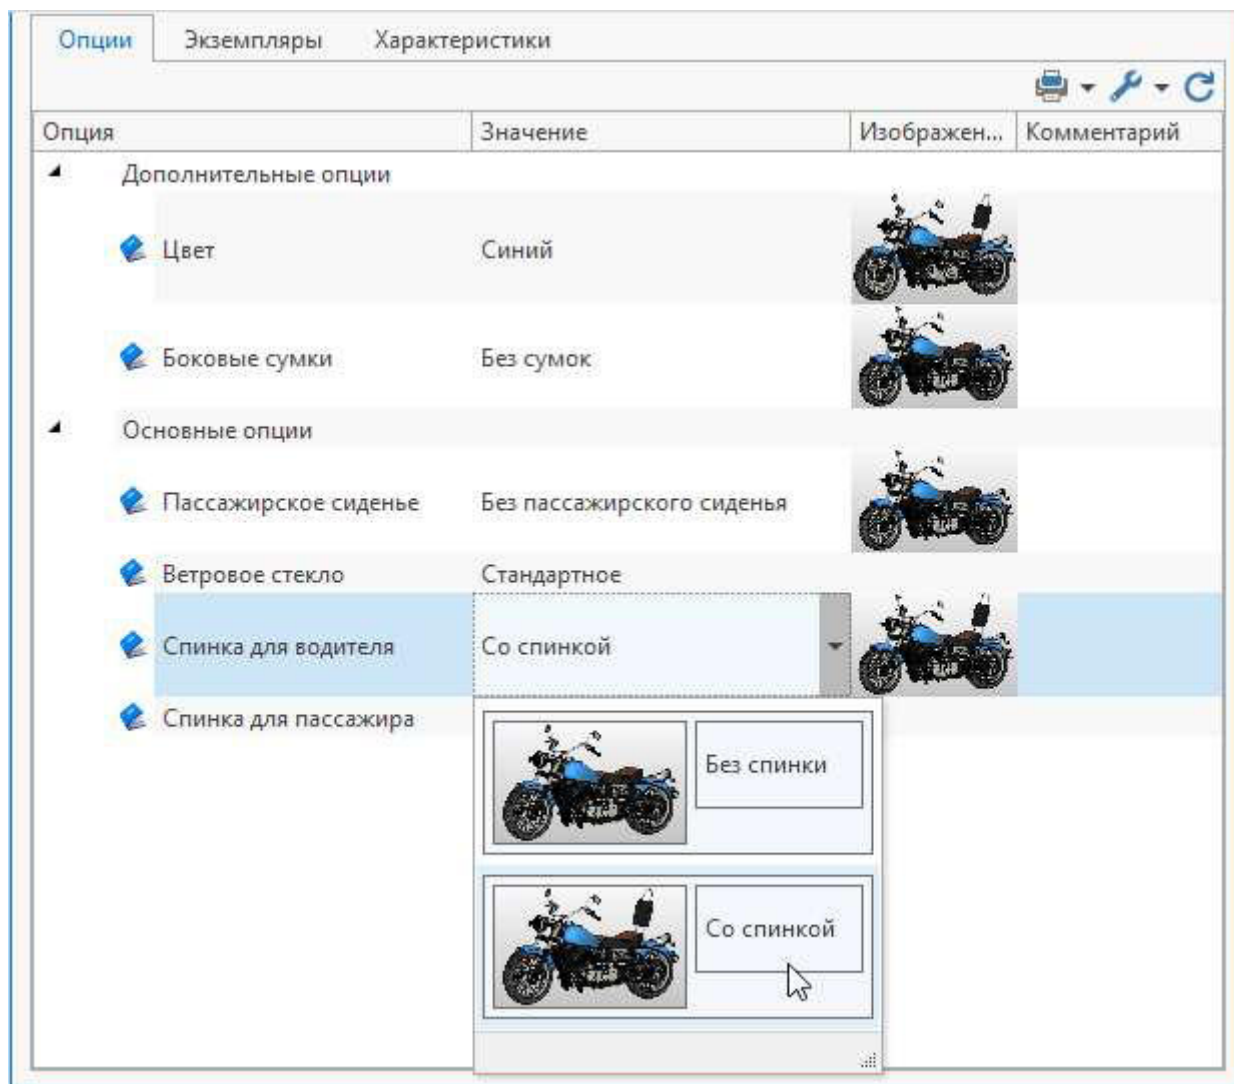 Опции Экземпляры Характеристики
Опция Значение Изображен... Комментарий
Дополнительные опции
Цвет Синий
Боковые сумки Без сумок
Основные опции
Пассажирское сиденье Без пассажирского сиденья
Ветровое стекло Стандартное
Спинка для водителя Со спинкой
Спинка для пассажира
Без спинки
Со спинкой